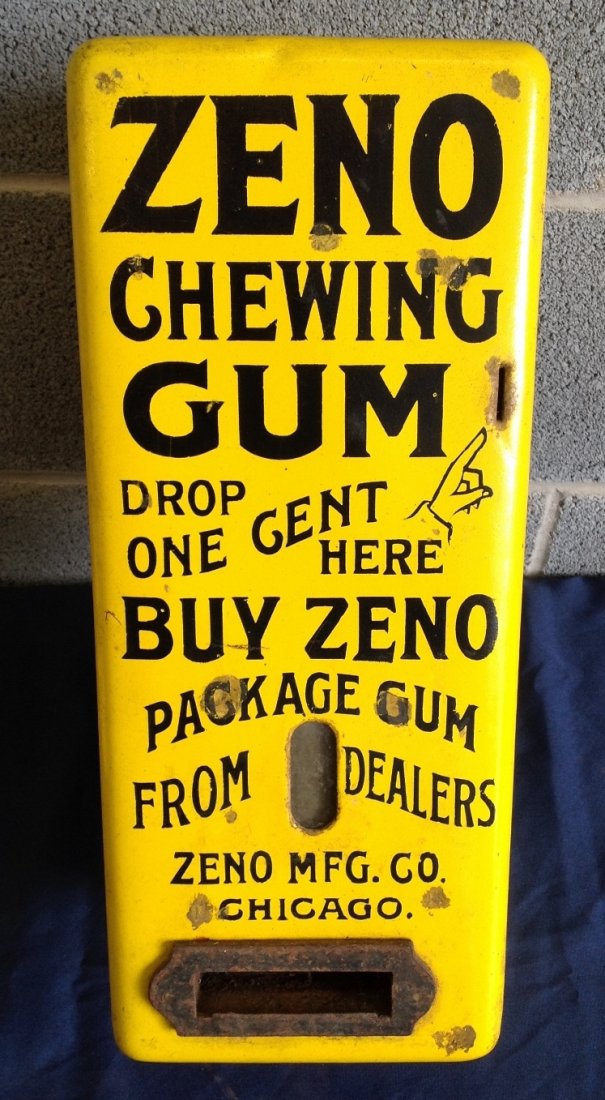 ZENO
CHEWING
GUM
DROP
ONE CENT
HERE
BUY ZENO
PACKAGE GUM
FROM DEALERS
ZENO MFG. CO.
CHICAGO.